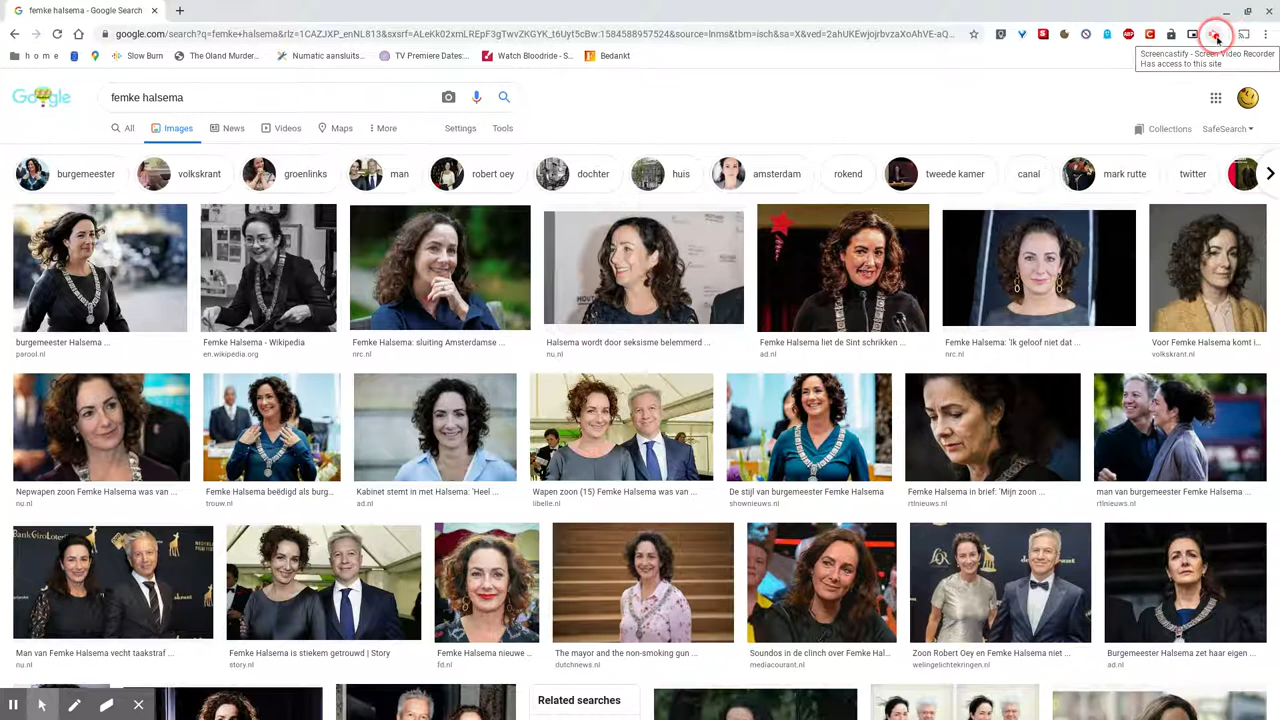 femke halsema - Google Search
google.com/search?q=femke+halsema&rlz=1CAZJXP_enNL813&sxsrf=ALeKk02xmLREpF3gTwvZKGYK_t6Uyt5cBw:1584588957524&source=lnms&tbm=isch&sa=X&ved=2ahUKEwjojrbvzaXoAhVE-aQ...
h o m e
Slow Burn
The Oland Murder...
Numatic aansluits...
TV Premiere Dates:...
Watch Bloodride - S...
Bedankt
Screencastify - Screen Video Recorder
Has access to this site
Google
femke halsema
All
Images
News
Videos
Maps
More
Settings
Tools
Collections
SafeSearch
burgemeester
volkskrant
groenlinks
man
robert oey
dochter
huis
amsterdam
rokend
tweede kamer
canal
mark rutte
twitter
burgemeester Halsema ...
parool.nl
Femke Halsema - Wikipedia
en.wikipedia.org
Femke Halsema: sluiting Amsterdamse ...
nrc.nl
Halsema wordt door seksisme belemmerd ...
nu.nl
Femke Halsema liet de Sint schrikken ...
ad.nl
Femke Halsema: 'Ik geloof niet dat ...
nrc.nl
Voor Femke Halsema komt i...
volkskrant.nl
Nepwapen zoon Femke Halsema was van ...
nu.nl
Femke Halsema beëdigd als burg...
trouw.nl
Kabinet stemt in met Halsema: 'Heel ...
ad.nl
Wapen zoon (15) Femke Halsema was van ...
libelle.nl
De stijl van burgemeester Femke Halsema
shownieuws.nl
Femke Halsema in brief: 'Mijn zoon ...
rtlnieuws.nl
man van burgemeester Femke Halsema ...
rtlnieuws.nl
Man van Femke Halsema vecht taakstraf ...
nu.nl
Femke Halsema is stiekem getrouwd | Story
story.nl
Femke Halsema nieuwe ...
fd.nl
The mayor and the non-smoking gun ...
dutchnews.nl
Soundos in de clinch over Femke Hal...
mediacourant.nl
Zoon Robert Oey en Femke Halsema niet ...
welingelichtekringen.nl
Burgemeester Halsema zet haar eigen ...
ad.nl
Related searches